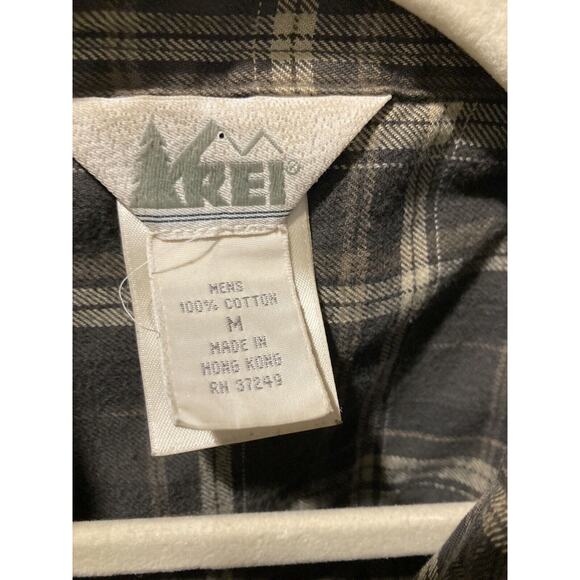 REI®
MENS
100% COTTON
M
MADE IN
HONG KONG
RN 37249